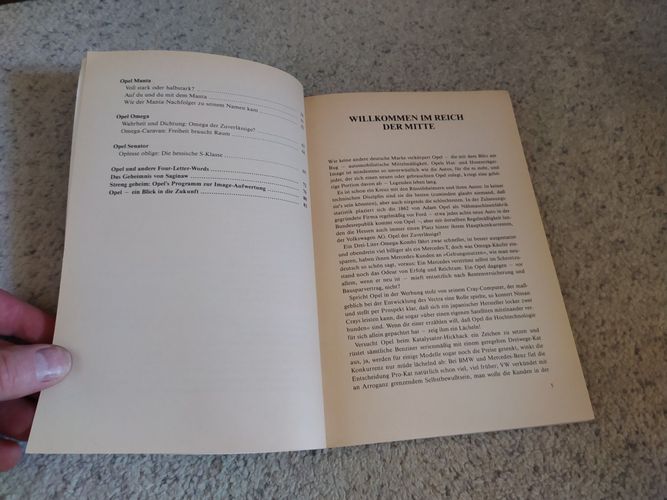 Opel Manta
Voll stark oder halbstark?
Auf du und du mit dem Manta
Wie der Manta-Nachfolger zu seinem Namen kam
Opel Omega
Wahrheit und Dichtung: Omega der Zuverlässige?
Omega-Caravan: Freiheit braucht Raum
Opel Senator
Opilesse oblige: Die hessische S-Klasse
Opel und andere Four-Letter-Words
Das Geheimnis von Saginaw
Streng geheim: Opel's Programm zur Image-Aufwertung
Opel – ein Blick in die Zukunft
WILLKOMMEN IM REICH
DER MITTE
Wie keine andere deutsche Marke verkörpert Opel – die mit dem Blitz am
Bug – automobilistische Mittelmäßigkeit. Opels Hut- und Hosenträger-
Image ist mindestens so unverwüstlich wie ihre Autos, für die es mehr, und
jeder, der sich einen neuen oder gebrauchten Opel zulegt, kriegt eine gehö-
rige Portion davon ab – Legenden leben lang.
Es ist schon ein Kreuz mit den Rüsselsheimern und ihren Autos: In keiner
technischen Disziplin sind sie die besten
aut's sein könnten), aber auch nirgends die schlechtesten. In der Zulassungs-
statistik plaziert sich die 1862 von Adam Opel als Nähmaschinenfabrik
gegründete Firma regelmäßig vor Ford – etwa jedes achte neue Auto in der
Bundesrepublik kommt von Opel –, aber mit derselben Regelmäßigkeit lan-
den die Hessen auch immer einen Platz hinter ihrem Hauptkonkurrenten,
der Volkswagen AG: Opel der Zuverlässige?
Ein Drei-Liter-Omega-Kombi fährt zwar schneller, ist besser ausgestattet
und obendrein viel billiger als ein Mercedes T, doch was Omega-Käufer
einsparen, haben ihnen Mercedes-Kunden an »Geltungsnutzen«, wie man neu-
deutsch so schön sagt, voraus: Ein Mercedes verströmt selbst im Schrottzu-
stand noch das Odeur von Erfolg und Reichtum. Ein Opel dagegen – vor
allem, wenn er neu ist – mieft entsetzlich nach Rentenversicherung und
Bausparvertrag, nicht?
Spricht Opel in der Werbung stolz von seinem Cray-Computer, der maß-
geblich bei der Entwicklung des Vectra eine Rolle spielte, so kontert Nissan
und stellt per Prospekt klar, daß sich ein japanischer Hersteller locker zwei
Crays leisten kann, die sogar »über einen eigenen Satelliten miteinander ver-
bunden« sind. Wenn dir einer erzählen will, daß Opel die Hochtechnologie
für sich allein gepachtet hat – zeig ihm ein Lächeln!
Versucht Opel beim Katalysator-Hickhack ein Zeichen zu setzen und
rüstet sämtliche Benziner serienmäßig mit einem geregelten Dreiwege-Kat
aus, ja, werden für einige Modelle sogar noch die Preise gesenkt, winkt die
Konkurrenz nur müde lächelnd ab: Bei BMW und Mercedes-Benz fiel die
Entscheidung Pro-Kat natürlich schon viel, viel früher; VW verkündet mit
an Arroganz grenzendem Selbstbewußtsein, man wolle die Kunden in der
5